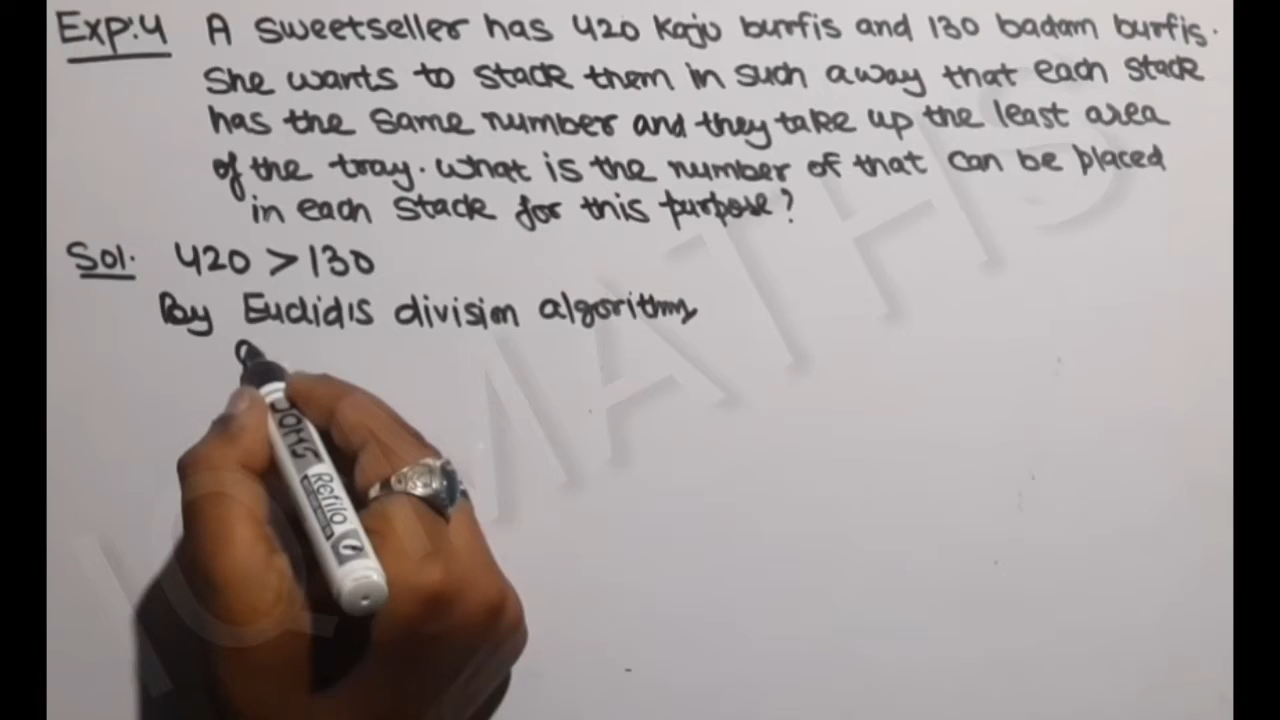 Exp:4 A sweetseller has 420 Kaju burfis and 130 badam burfis.
She wants to stack them in such a way that each stack
has the same number and they take up the least area
of the tray. What is the number of that can be placed
in each stack for this purpose?
Sol. 420 > 130
By Euclid's division algorithm
a
DOMS
Refilo
MATHS